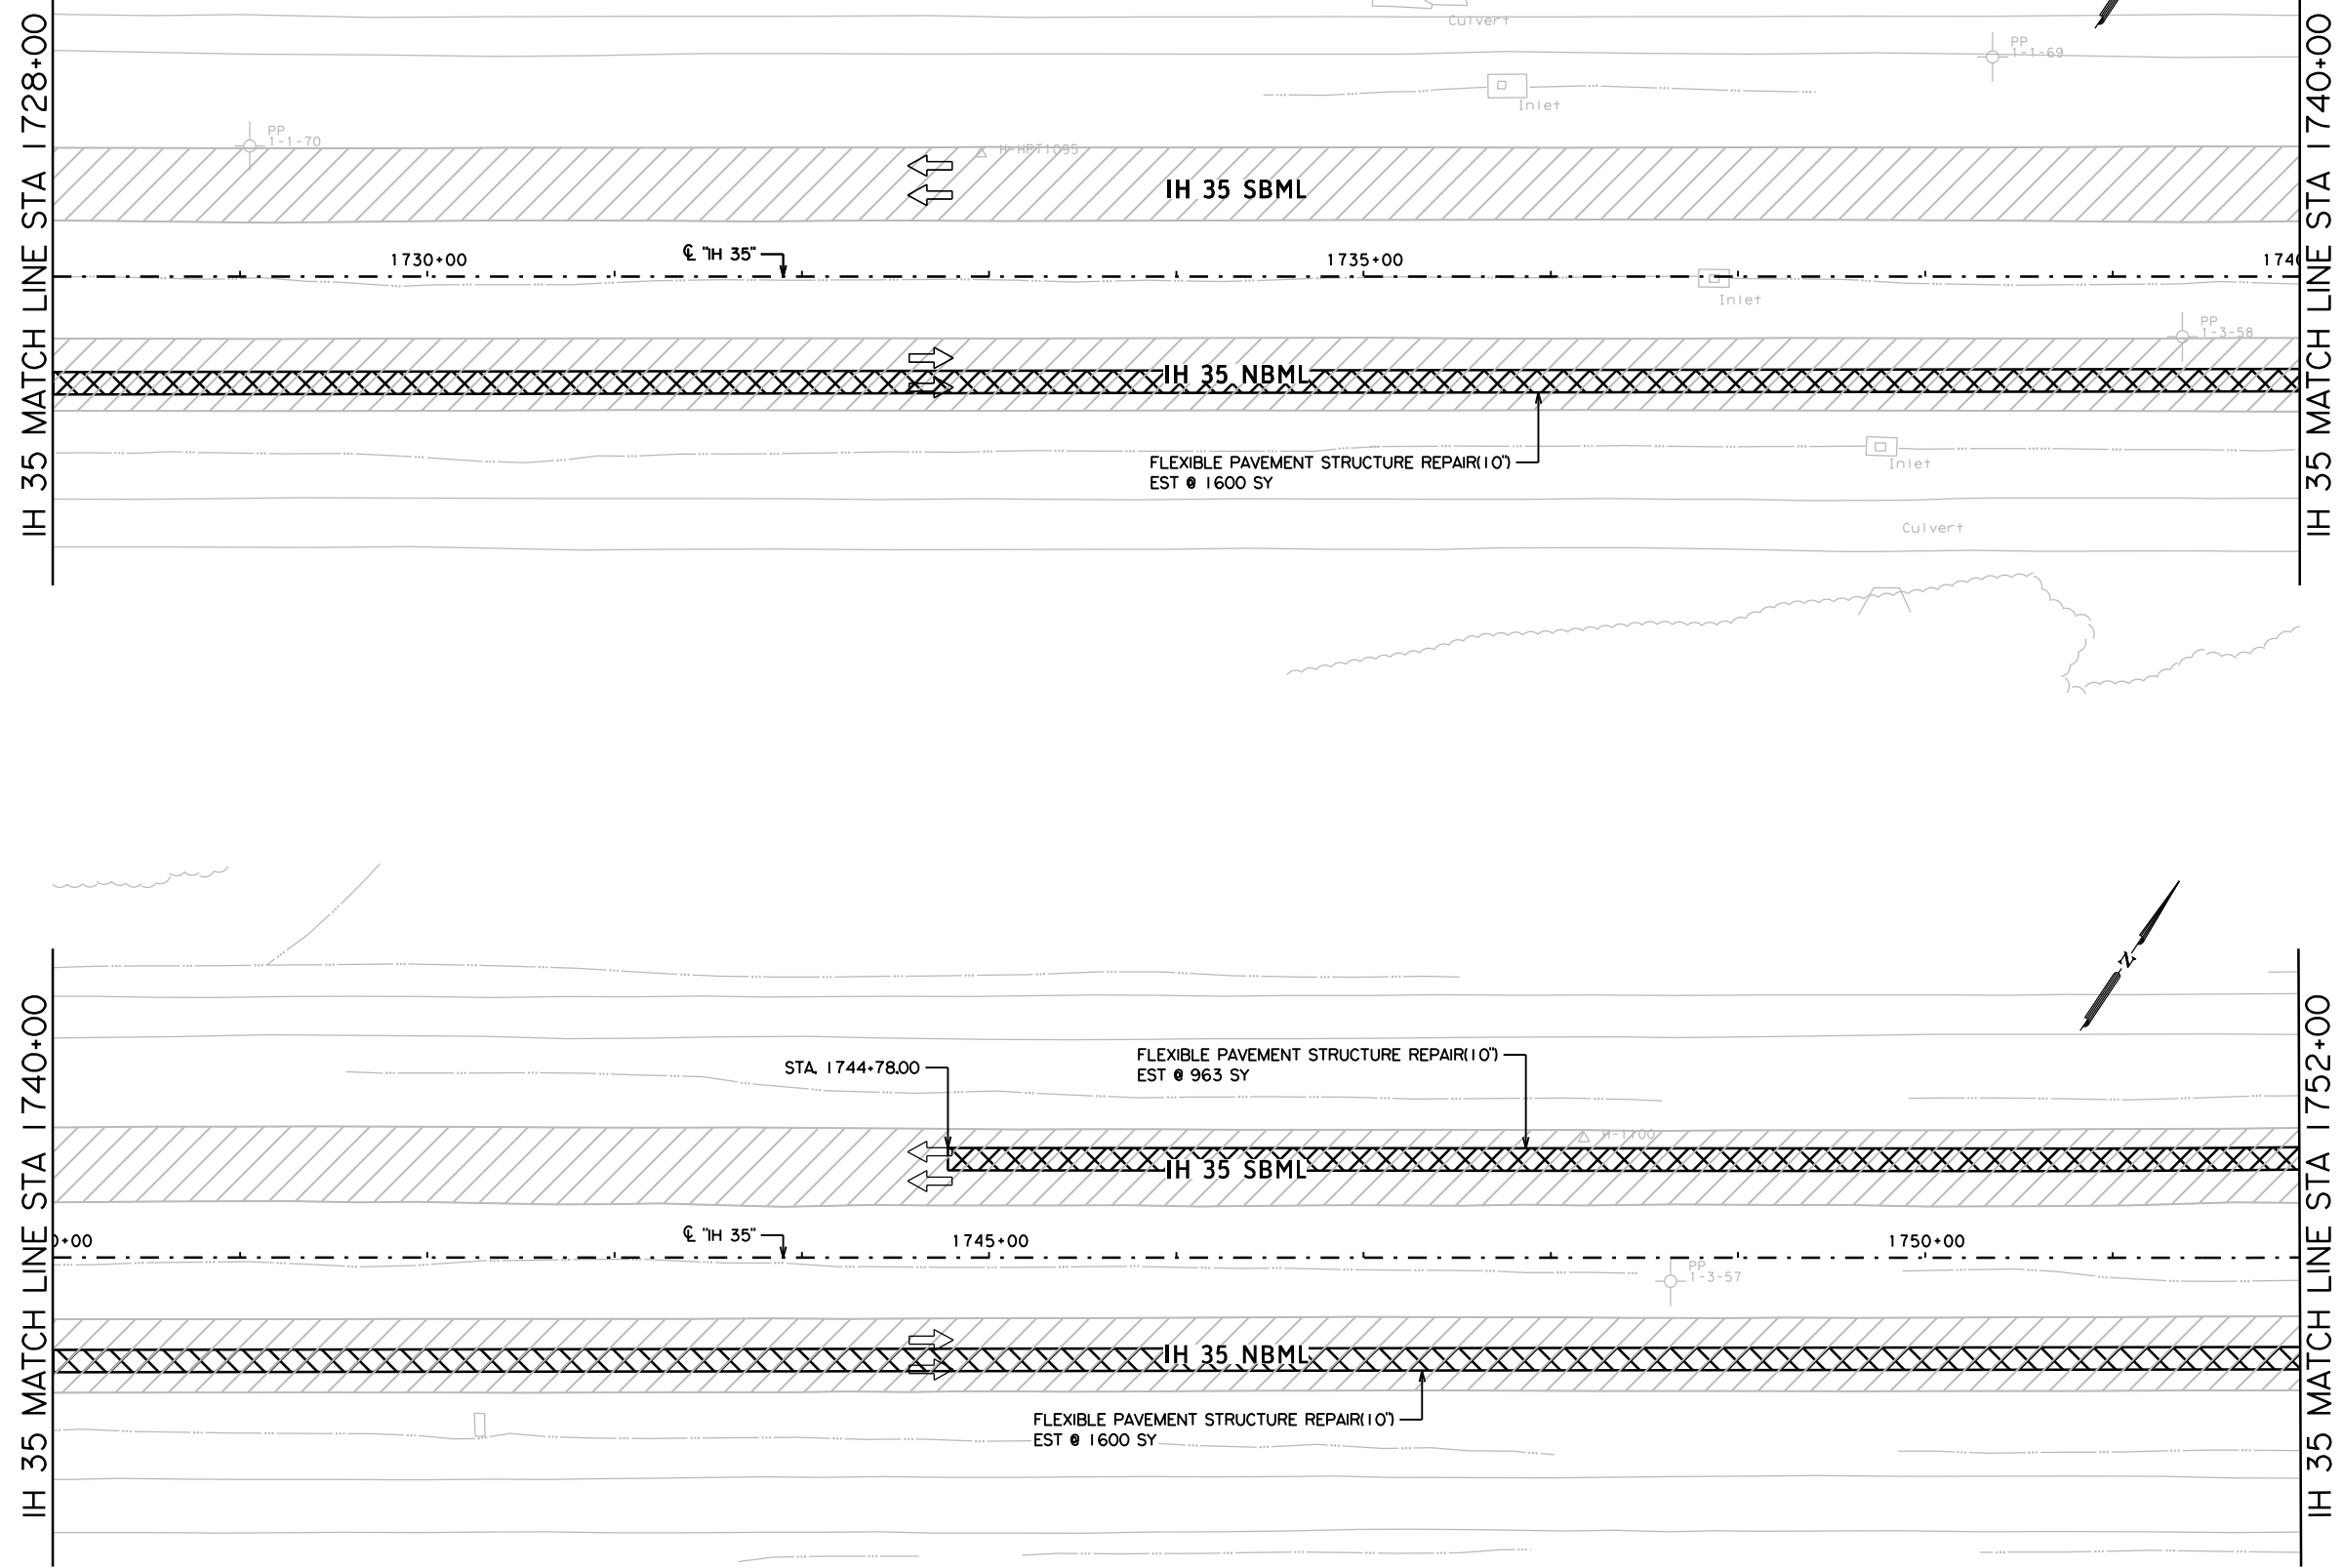 Culvert
PP
1-1-69
Inlet
PP
1-1-70
H-HPT1095
IH 35 SBML
℄ "IH 35"
1730+00
1735+00
Inlet
PP
1-3-58
IH 35 NBML
FLEXIBLE PAVEMENT STRUCTURE REPAIR(10")
EST @ 1600 SY
Inlet
Culvert
IH 35 MATCH LINE STA 1728+00
IH 35 MATCH LINE STA 1740+00
N
STA. 1744+78.00
FLEXIBLE PAVEMENT STRUCTURE REPAIR(10")
EST @ 963 SY
H-1100
IH 35 SBML
℄ "IH 35"
0+00
1745+00
1750+00
PP
1-3-57
IH 35 NBML
FLEXIBLE PAVEMENT STRUCTURE REPAIR(10")
EST @ 1600 SY
IH 35 MATCH LINE STA 1740+00
IH 35 MATCH LINE STA 1752+00